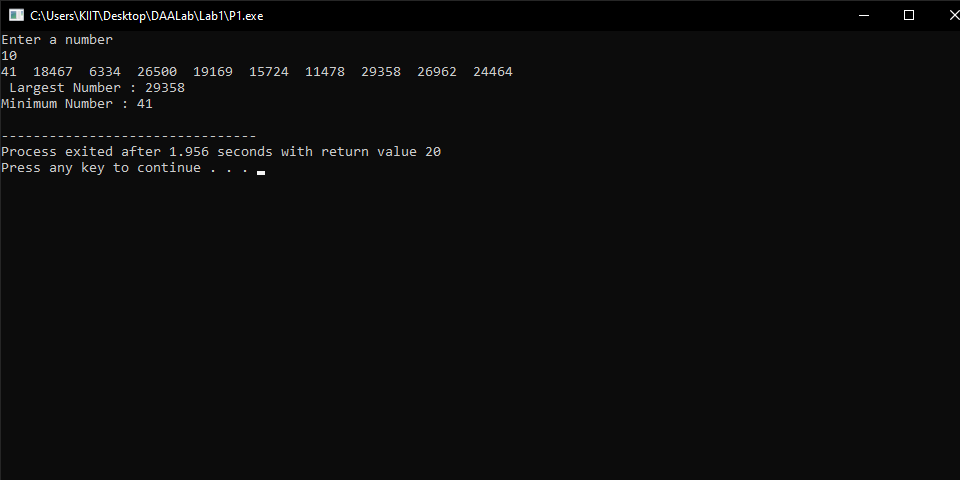 C:\Users\KIIT\Desktop\DAALab\Lab1\P1.exe
Enter a number
10
41  18467  6334  26500  19169  15724  11478  29358  26962  24464
 Largest Number : 29358
Minimum Number : 41

--------------------------------
Process exited after 1.956 seconds with return value 20
Press any key to continue . . .